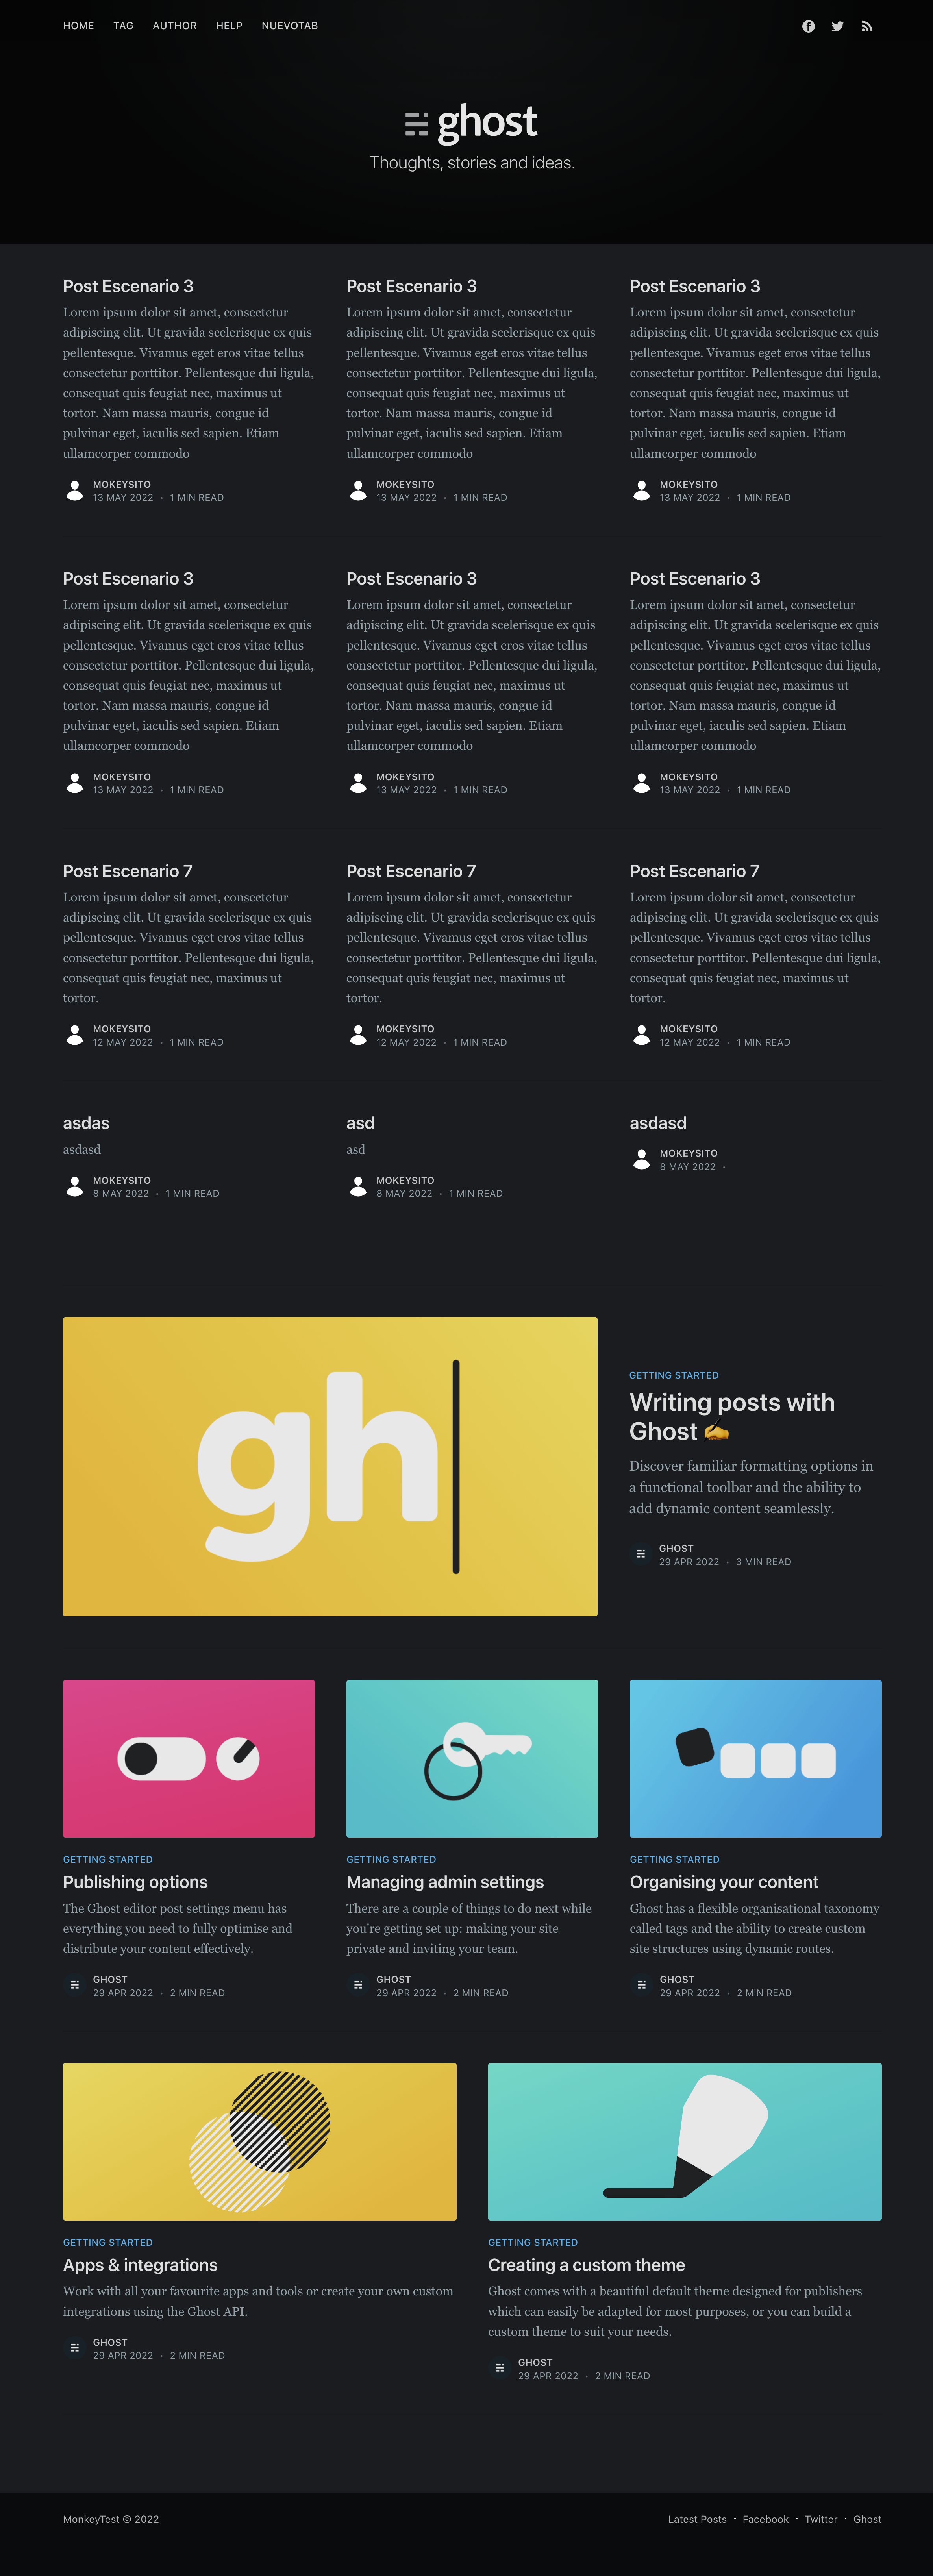 HOME TAG AUTHOR HELP NUEVOTAB
ghost
Thoughts, stories and ideas.
Post Escenario 3
Lorem ipsum dolor sit amet, consectetur
adipiscing elit. Ut gravida scelerisque ex quis
pellentesque. Vivamus eget eros vitae tellus
consectetur porttitor. Pellentesque dui ligula,
consequat quis feugiat nec, maximus ut
tortor. Nam massa mauris, congue id
pulvinar eget, iaculis sed sapien. Etiam
ullamcorper commodo
MOKEYSITO
13 MAY 2022 • 1 MIN READ
Post Escenario 3
Lorem ipsum dolor sit amet, consectetur
adipiscing elit. Ut gravida scelerisque ex quis
pellentesque. Vivamus eget eros vitae tellus
consectetur porttitor. Pellentesque dui ligula,
consequat quis feugiat nec, maximus ut
tortor. Nam massa mauris, congue id
pulvinar eget, iaculis sed sapien. Etiam
ullamcorper commodo
MOKEYSITO
13 MAY 2022 • 1 MIN READ
Post Escenario 3
Lorem ipsum dolor sit amet, consectetur
adipiscing elit. Ut gravida scelerisque ex quis
pellentesque. Vivamus eget eros vitae tellus
consectetur porttitor. Pellentesque dui ligula,
consequat quis feugiat nec, maximus ut
tortor. Nam massa mauris, congue id
pulvinar eget, iaculis sed sapien. Etiam
ullamcorper commodo
MOKEYSITO
13 MAY 2022 • 1 MIN READ
Post Escenario 3
Lorem ipsum dolor sit amet, consectetur
adipiscing elit. Ut gravida scelerisque ex quis
pellentesque. Vivamus eget eros vitae tellus
consectetur porttitor. Pellentesque dui ligula,
consequat quis feugiat nec, maximus ut
tortor. Nam massa mauris, congue id
pulvinar eget, iaculis sed sapien. Etiam
ullamcorper commodo
MOKEYSITO
13 MAY 2022 • 1 MIN READ
Post Escenario 3
Lorem ipsum dolor sit amet, consectetur
adipiscing elit. Ut gravida scelerisque ex quis
pellentesque. Vivamus eget eros vitae tellus
consectetur porttitor. Pellentesque dui ligula,
consequat quis feugiat nec, maximus ut
tortor. Nam massa mauris, congue id
pulvinar eget, iaculis sed sapien. Etiam
ullamcorper commodo
MOKEYSITO
13 MAY 2022 • 1 MIN READ
Post Escenario 3
Lorem ipsum dolor sit amet, consectetur
adipiscing elit. Ut gravida scelerisque ex quis
pellentesque. Vivamus eget eros vitae tellus
consectetur porttitor. Pellentesque dui ligula,
consequat quis feugiat nec, maximus ut
tortor. Nam massa mauris, congue id
pulvinar eget, iaculis sed sapien. Etiam
ullamcorper commodo
MOKEYSITO
13 MAY 2022 • 1 MIN READ
Post Escenario 7
Lorem ipsum dolor sit amet, consectetur
adipiscing elit. Ut gravida scelerisque ex quis
pellentesque. Vivamus eget eros vitae tellus
consectetur porttitor. Pellentesque dui ligula,
consequat quis feugiat nec, maximus ut
tortor.
MOKEYSITO
12 MAY 2022 • 1 MIN READ
Post Escenario 7
Lorem ipsum dolor sit amet, consectetur
adipiscing elit. Ut gravida scelerisque ex quis
pellentesque. Vivamus eget eros vitae tellus
consectetur porttitor. Pellentesque dui ligula,
consequat quis feugiat nec, maximus ut
tortor.
MOKEYSITO
12 MAY 2022 • 1 MIN READ
Post Escenario 7
Lorem ipsum dolor sit amet, consectetur
adipiscing elit. Ut gravida scelerisque ex quis
pellentesque. Vivamus eget eros vitae tellus
consectetur porttitor. Pellentesque dui ligula,
consequat quis feugiat nec, maximus ut
tortor.
MOKEYSITO
12 MAY 2022 • 1 MIN READ
asdas
asdasd
MOKEYSITO
8 MAY 2022 • 1 MIN READ
asd
asd
MOKEYSITO
8 MAY 2022 • 1 MIN READ
asdasd
MOKEYSITO
8 MAY 2022 •
gh
GETTING STARTED
Writing posts with
Ghost ✍️
Discover familiar formatting options in
a functional toolbar and the ability to
add dynamic content seamlessly.
GHOST
29 APR 2022 • 3 MIN READ
GETTING STARTED
Publishing options
The Ghost editor post settings menu has
everything you need to fully optimise and
distribute your content effectively.
GHOST
29 APR 2022 • 2 MIN READ
GETTING STARTED
Managing admin settings
There are a couple of things to do next while
you're getting set up: making your site
private and inviting your team.
GHOST
29 APR 2022 • 2 MIN READ
GETTING STARTED
Organising your content
Ghost has a flexible organisational taxonomy
called tags and the ability to create custom
site structures using dynamic routes.
GHOST
29 APR 2022 • 2 MIN READ
GETTING STARTED
Apps & integrations
Work with all your favourite apps and tools or create your own custom
integrations using the Ghost API.
GHOST
29 APR 2022 • 2 MIN READ
GETTING STARTED
Creating a custom theme
Ghost comes with a beautiful default theme designed for publishers
which can easily be adapted for most purposes, or you can build a
custom theme to suit your needs.
GHOST
29 APR 2022 • 2 MIN READ
MonkeyTest © 2022
Latest Posts • Facebook • Twitter • Ghost